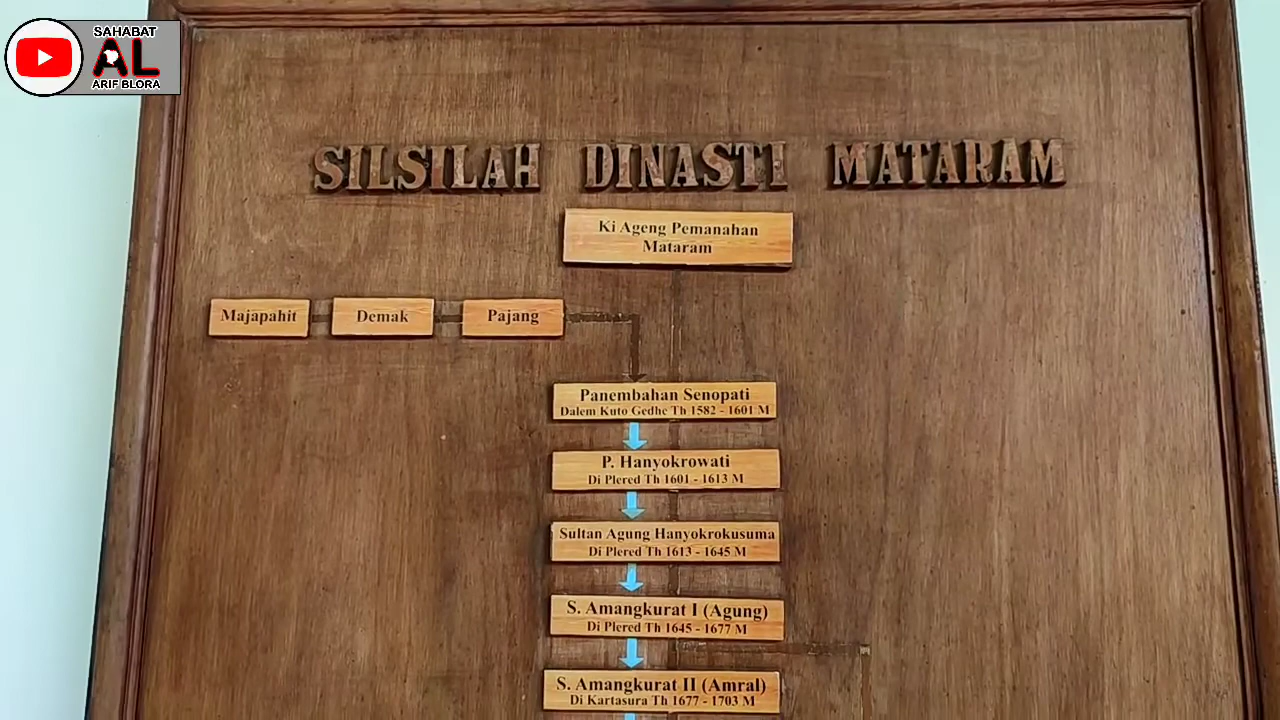 SAHABAT
AL
ARIF BLORA
SILSILAH DINASTI MATARAM
Ki Ageng Pemanahan
Mataram
Majapahit
Demak
Pajang
Panembahan Senopati
Dalem Kuto Gedhe Th 1582 - 1601 M
P. Hanyokrowati
Di Plered Th 1601 - 1613 M
Sultan Agung Hanyokrokusuma
Di Plered Th 1613 - 1645 M
S. Amangkurat I (Agung)
Di Plered Th 1645 - 1677 M
S. Amangkurat II (Amral)
Di Kartasura Th 1677 - 1703 M